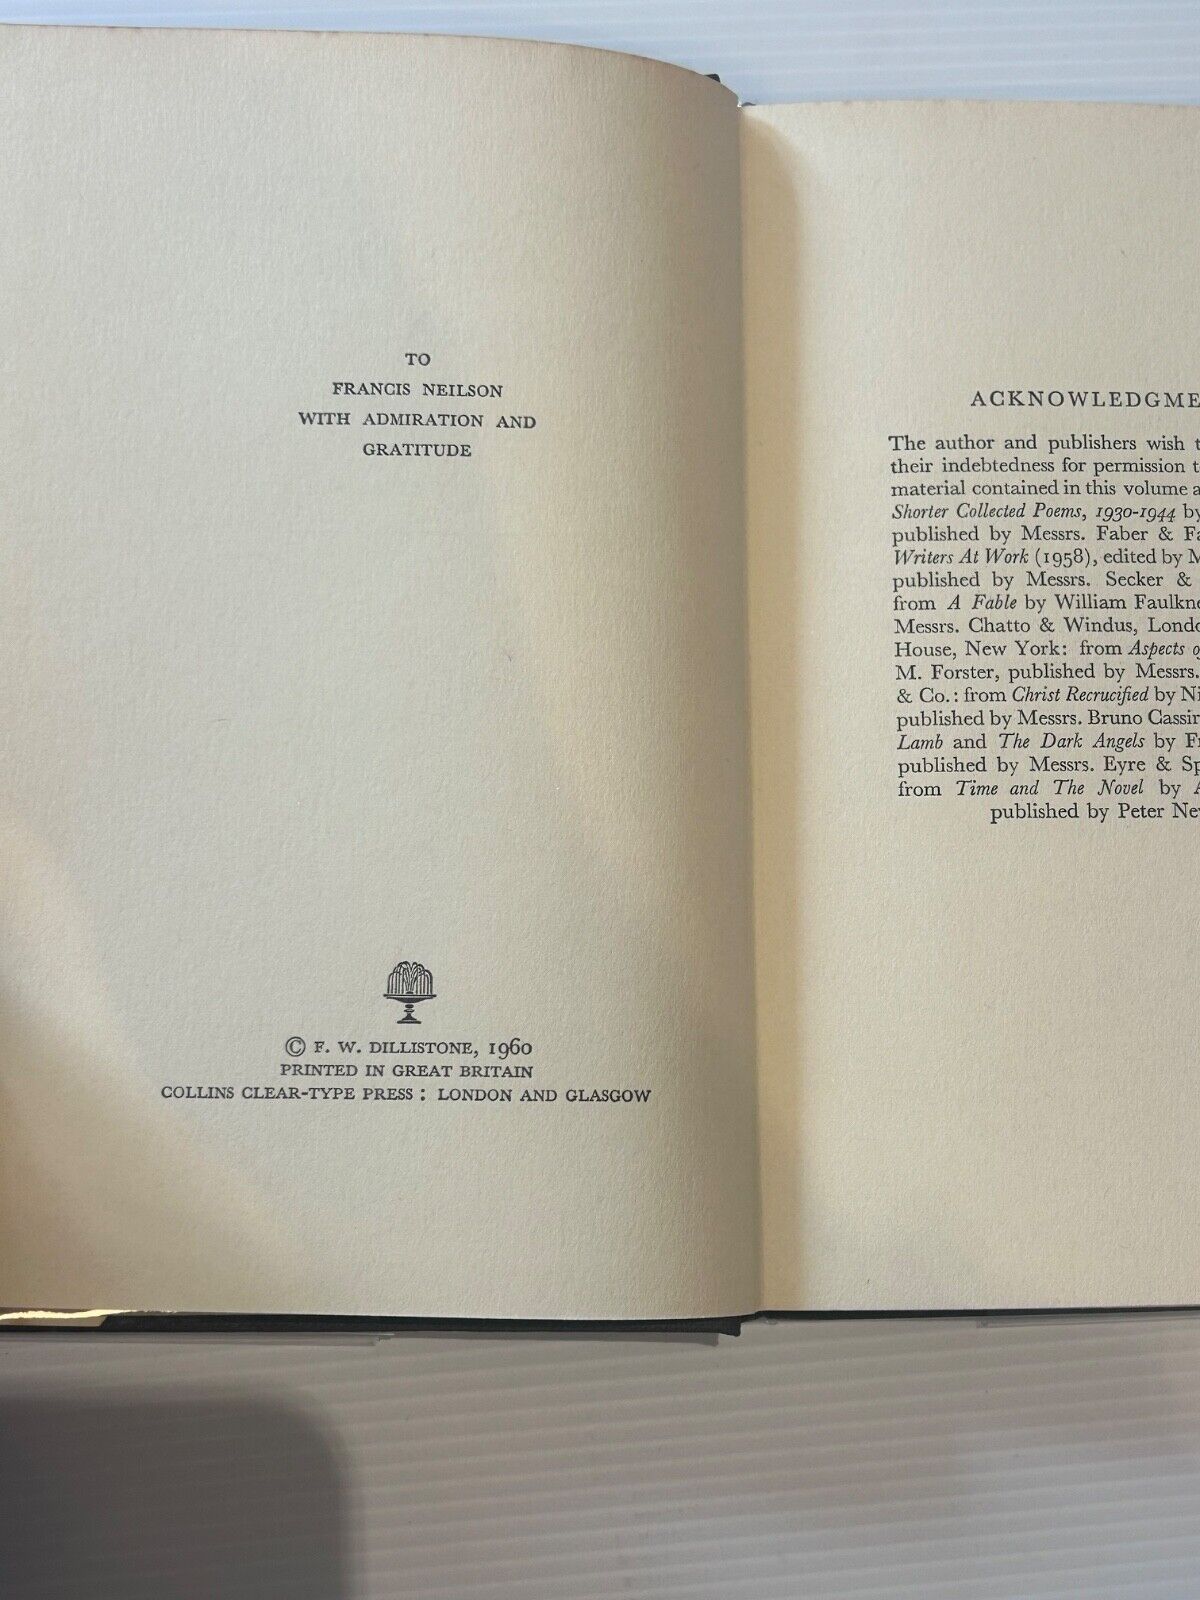 TO
FRANCIS NEILSON
WITH ADMIRATION AND
GRATITUDE
© F. W. DILLISTONE, 1960
PRINTED IN GREAT BRITAIN
COLLINS CLEAR-TYPE PRESS : LONDON AND GLASGOW
ACKNOWLEDGME
The author and publishers wish t
their indebtedness for permission t
material contained in this volume a
Shorter Collected Poems, 1930-1944 by
published by Messrs. Faber & Fa
Writers At Work (1958), edited by M
published by Messrs. Secker &
from A Fable by William Faulkne
Messrs. Chatto & Windus, Londo
House, New York: from Aspects o
M. Forster, published by Messrs.
& Co.: from Christ Recrucified by Ni
published by Messrs. Bruno Cassir
Lamb and The Dark Angels by Fr
published by Messrs. Eyre & Sp
from Time and The Novel by A
published by Peter Ne